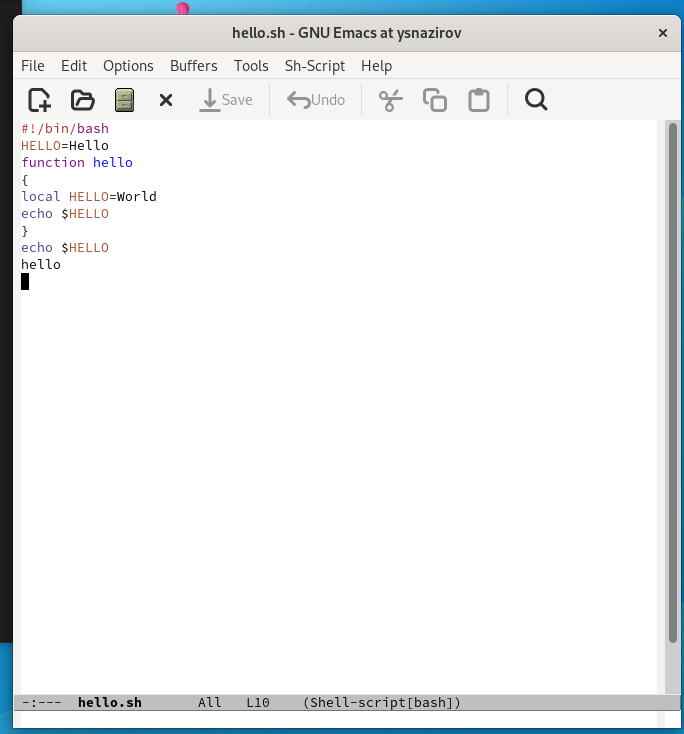 hello.sh - GNU Emacs at ysnazirov
File Edit Options Buffers Tools Sh-Script Help
Save Undo
#!/bin/bash
HELLO=Hello
function hello
{
local HELLO=World
echo $HELLO
}
echo $HELLO
hello
-:--- hello.sh All L10 (Shell-script[bash])